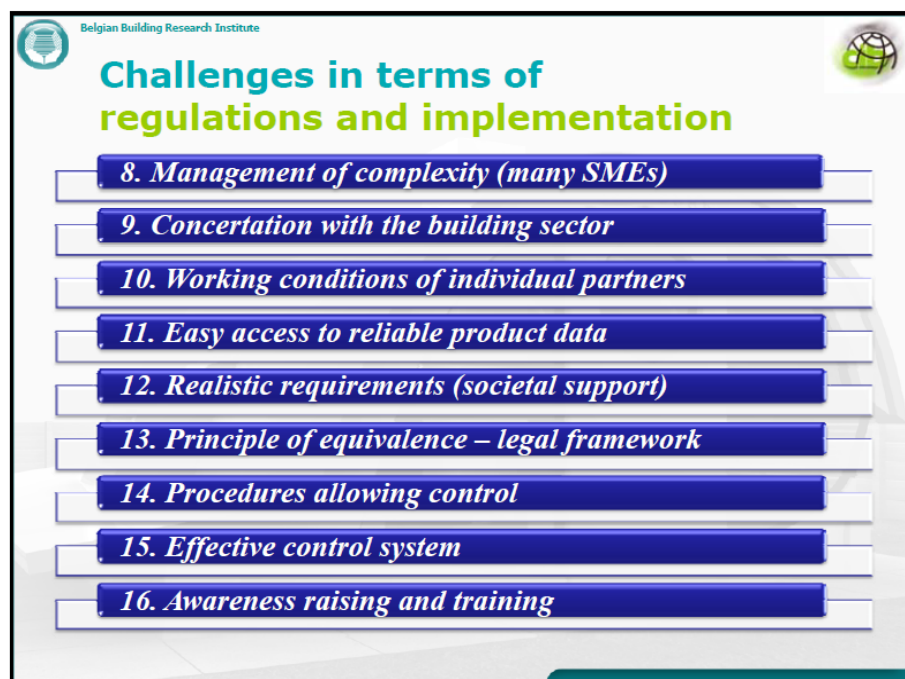 Belgian Building Research Institute
Challenges in terms of
regulations and implementation
8. Management of complexity (many SMEs)
9. Concertation with the building sector
10. Working conditions of individual partners
11. Easy access to reliable product data
12. Realistic requirements (societal support)
13. Principle of equivalence – legal framework
14. Procedures allowing control
15. Effective control system
16. Awareness raising and training